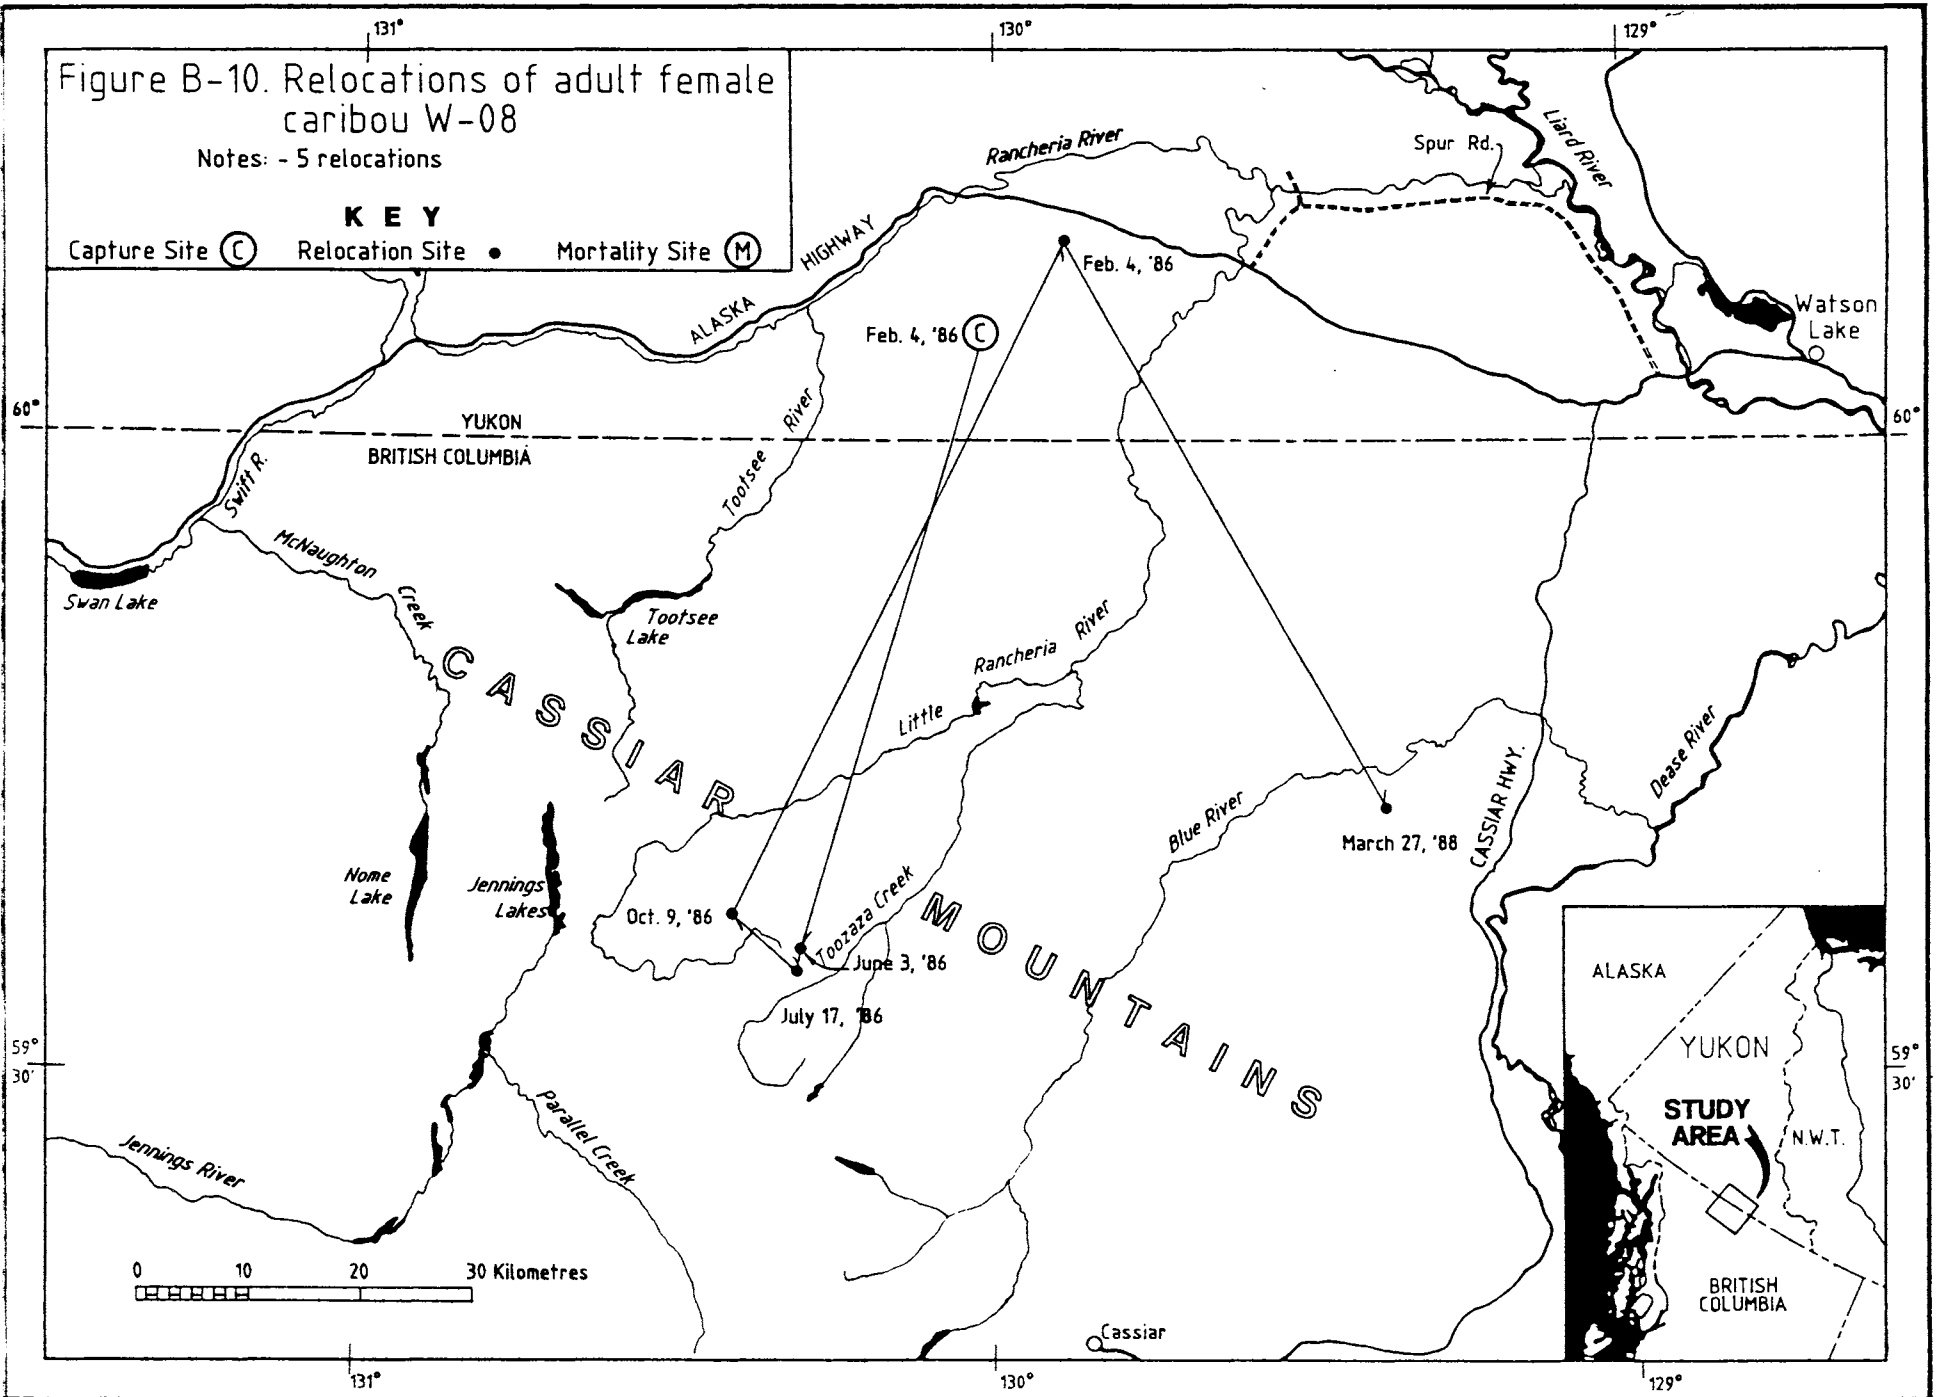 131°
130°
129°
Figure B-10. Relocations of adult female
caribou W-08
Notes: - 5 relocations
KEY
Capture Site C Relocation Site • Mortality Site M
Rancheria River
Spur Rd.
Liard River
ALASKA HIGHWAY
Feb. 4, '86
Feb. 4, '86 C
Watson
Lake
60°
60°
YUKON
BRITISH COLUMBIA
Swift R.
Tootsee River
McNaughton Creek
Swan Lake
Tootsee
Lake
Little Rancheria River
CASSIAR MOUNTAINS
Dease River
CASSIAR HWY.
Blue River
March 27, '88
Nome
Lake
Jennings
Lakes
Oct. 9, '86
Toozaza Creek
June 3, '86
July 17, '86
59°
30'
59°
30'
Parallel Creek
Jennings River
0 10 20 30 Kilometres
Cassiar
ALASKA
YUKON
STUDY
AREA
N.W.T.
BRITISH
COLUMBIA
131°
130°
129°